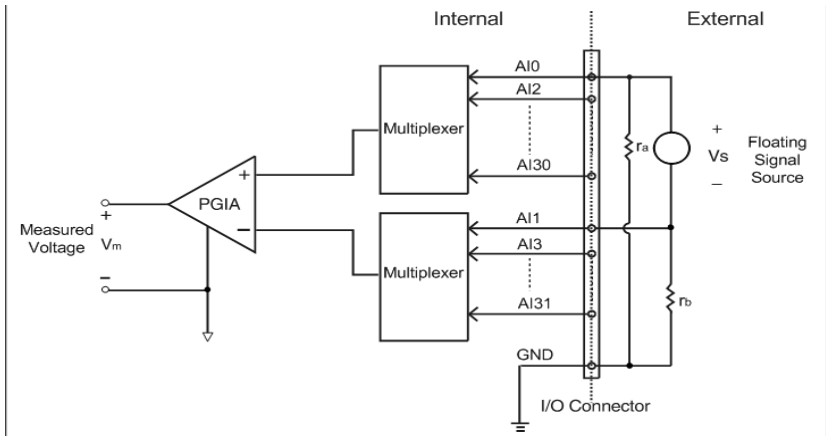 Internal
External
AI0
AI2
Multiplexer
AI30
ra
+
Vs
−
Floating
Signal
Source
+
PGIA
−
Measured
Voltage
+
Vm
−
AI1
AI3
Multiplexer
AI31
rb
GND
I/O Connector